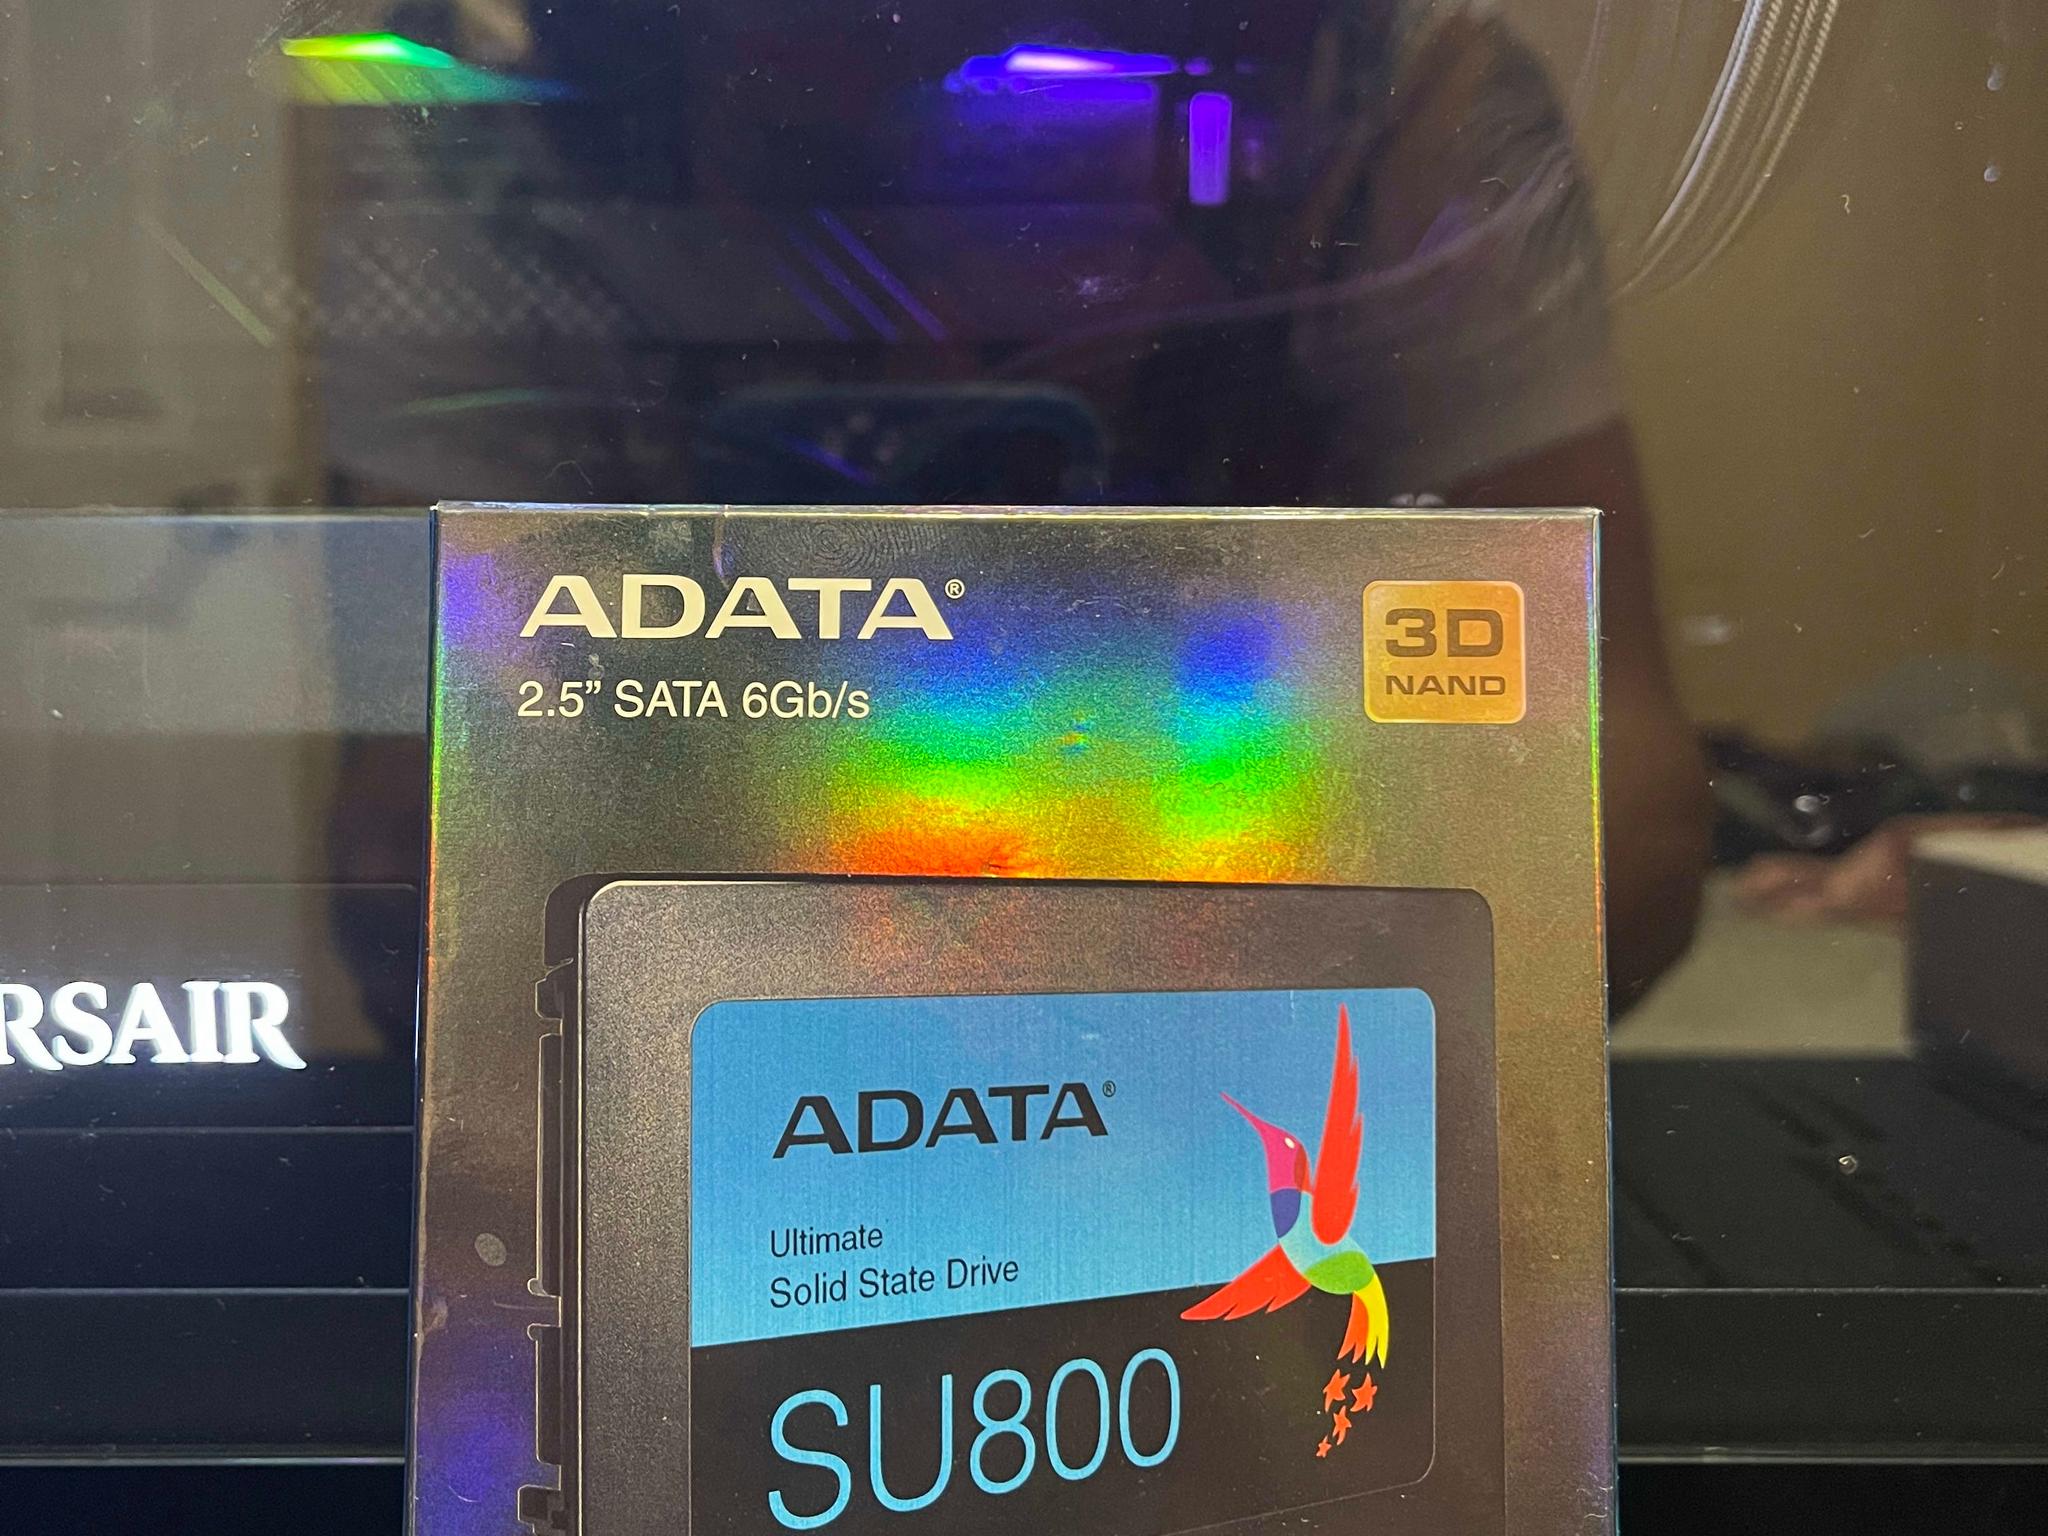 ADATA®
2.5” SATA 6Gb/s
3D
NAND
RSAIR
ADATA®
Ultimate
Solid State Drive
SU800